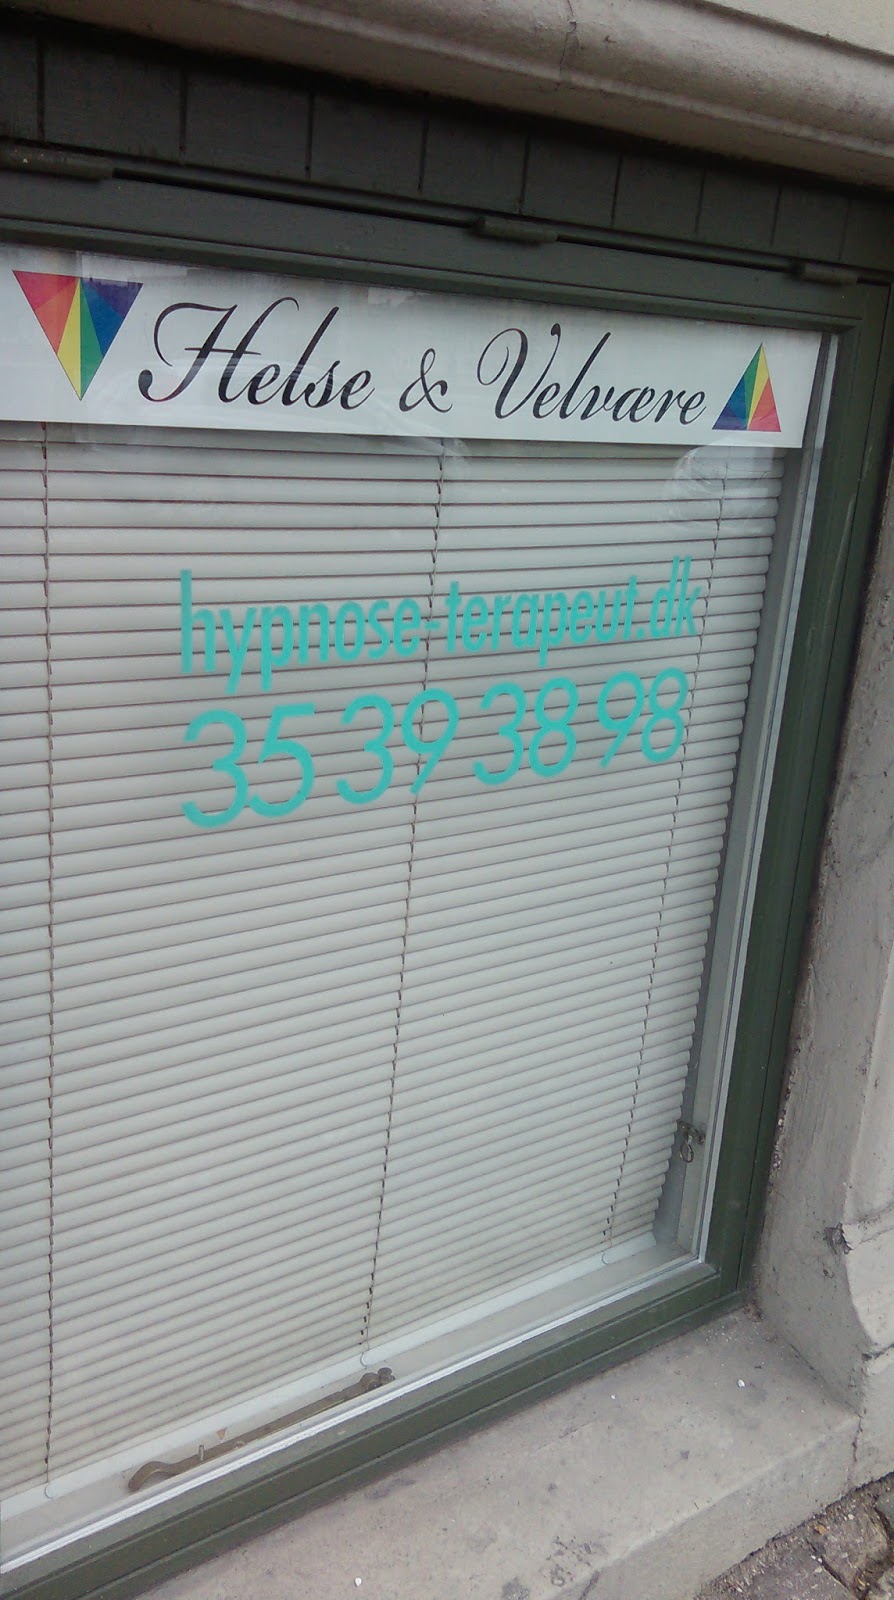 Helse & Velvære
hypnose-terapeut.dk
35 39 38 98